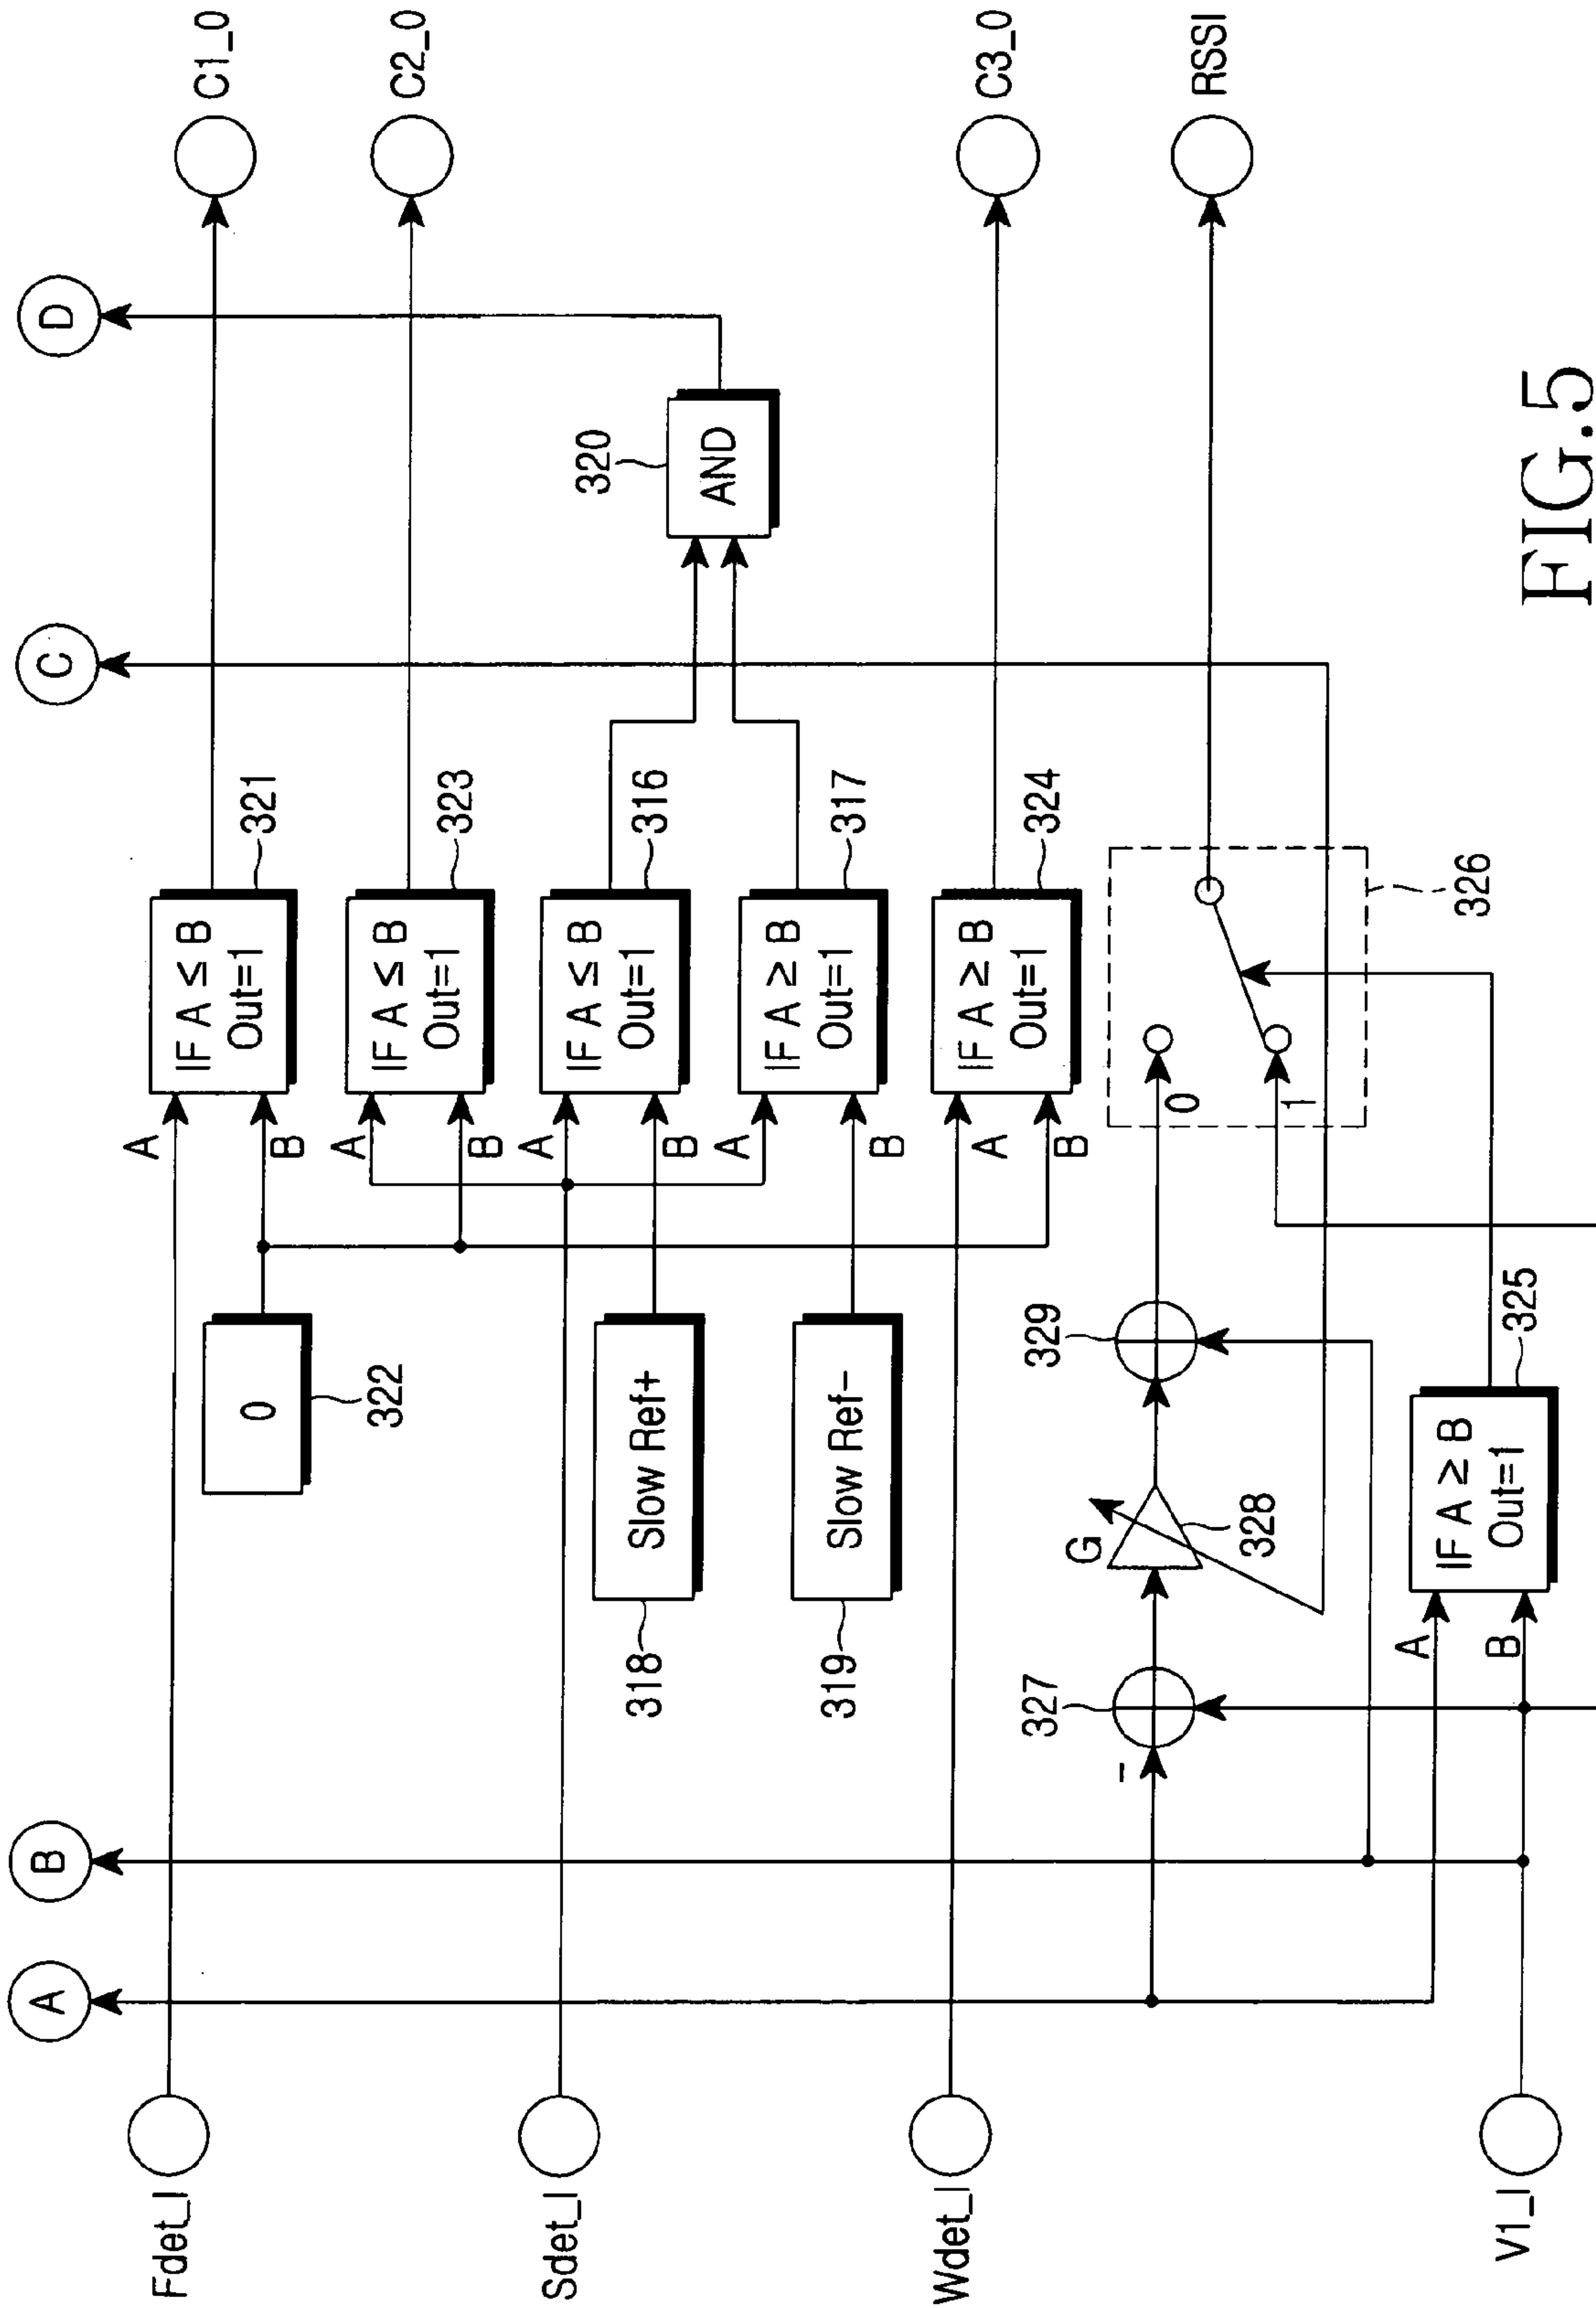 A
B
C
D
Fdet_I
A
B
IF A ≤ B
Out=1
321
C1_0
0
322
A
B
IF A ≤ B
Out=1
323
C2_0
Sdet_I
A
B
IF A ≤ B
Out=1
316
Slow Ref+
318
320
AND
A
B
IF A ≥ B
Out=1
317
Slow Ref−
319
Wdet_I
A
B
IF A ≥ B
Out=1
324
C3_0
327
−
G
328
329
0
1
326
RSSI
V1_I
A
B
IF A ≥ B
Out=1
325
FIG.5